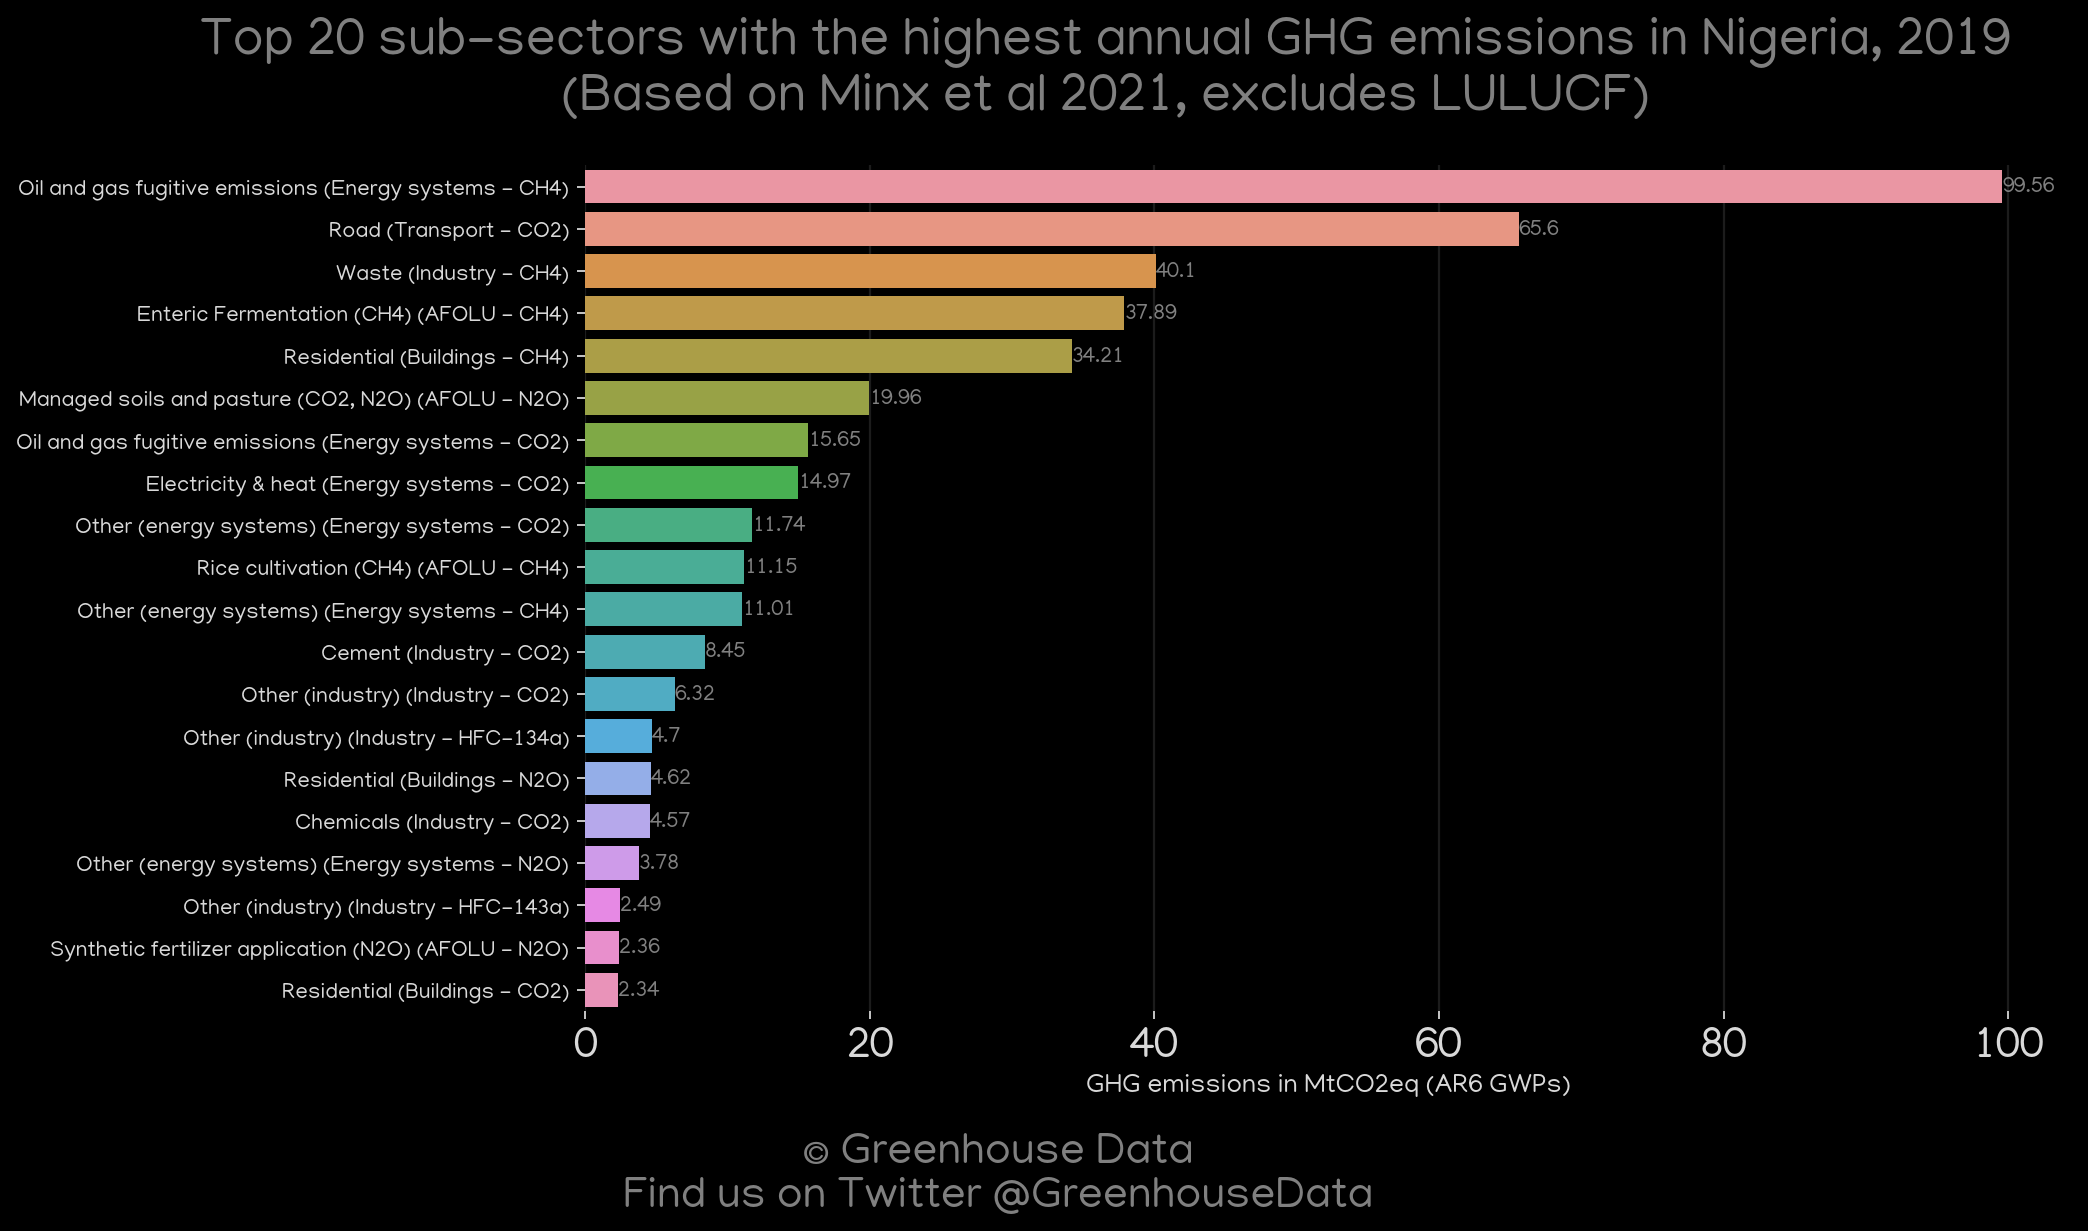 Top 20 sub-sectors with the highest annual GHG emissions in Nigeria, 2019
(Based on Minx et al 2021, excludes LULUCF)
Oil and gas fugitive emissions (Energy systems - CH4) 99.56
Road (Transport - CO2) 65.6
Waste (Industry - CH4) 40.1
Enteric Fermentation (CH4) (AFOLU - CH4) 37.89
Residential (Buildings - CH4) 34.21
Managed soils and pasture (CO2, N2O) (AFOLU - N2O) 19.96
Oil and gas fugitive emissions (Energy systems - CO2) 15.65
Electricity & heat (Energy systems - CO2) 14.97
Other (energy systems) (Energy systems - CO2) 11.74
Rice cultivation (CH4) (AFOLU - CH4) 11.15
Other (energy systems) (Energy systems - CH4) 11.01
Cement (Industry - CO2) 8.45
Other (industry) (Industry - CO2) 6.32
Other (industry) (Industry - HFC-134a) 4.7
Residential (Buildings - N2O) 4.62
Chemicals (Industry - CO2) 4.57
Other (energy systems) (Energy systems - N2O) 3.78
Other (industry) (Industry - HFC-143a) 2.49
Synthetic fertilizer application (N2O) (AFOLU - N2O) 2.36
Residential (Buildings - CO2) 2.34
0 20 40 60 80 100
GHG emissions in MtCO2eq (AR6 GWPs)
© Greenhouse Data
Find us on Twitter @GreenhouseData